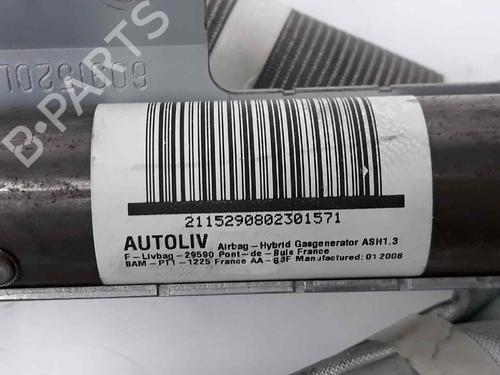 B-PARTS
2115290802301571
AUTOLIV Airbag-Hybrid Gasgenerator ASH1.3
F-Livbag-29590 Pont-de-Buis France
BAM-PT1-1225 France AA-g3F Manufactured: 01 2008